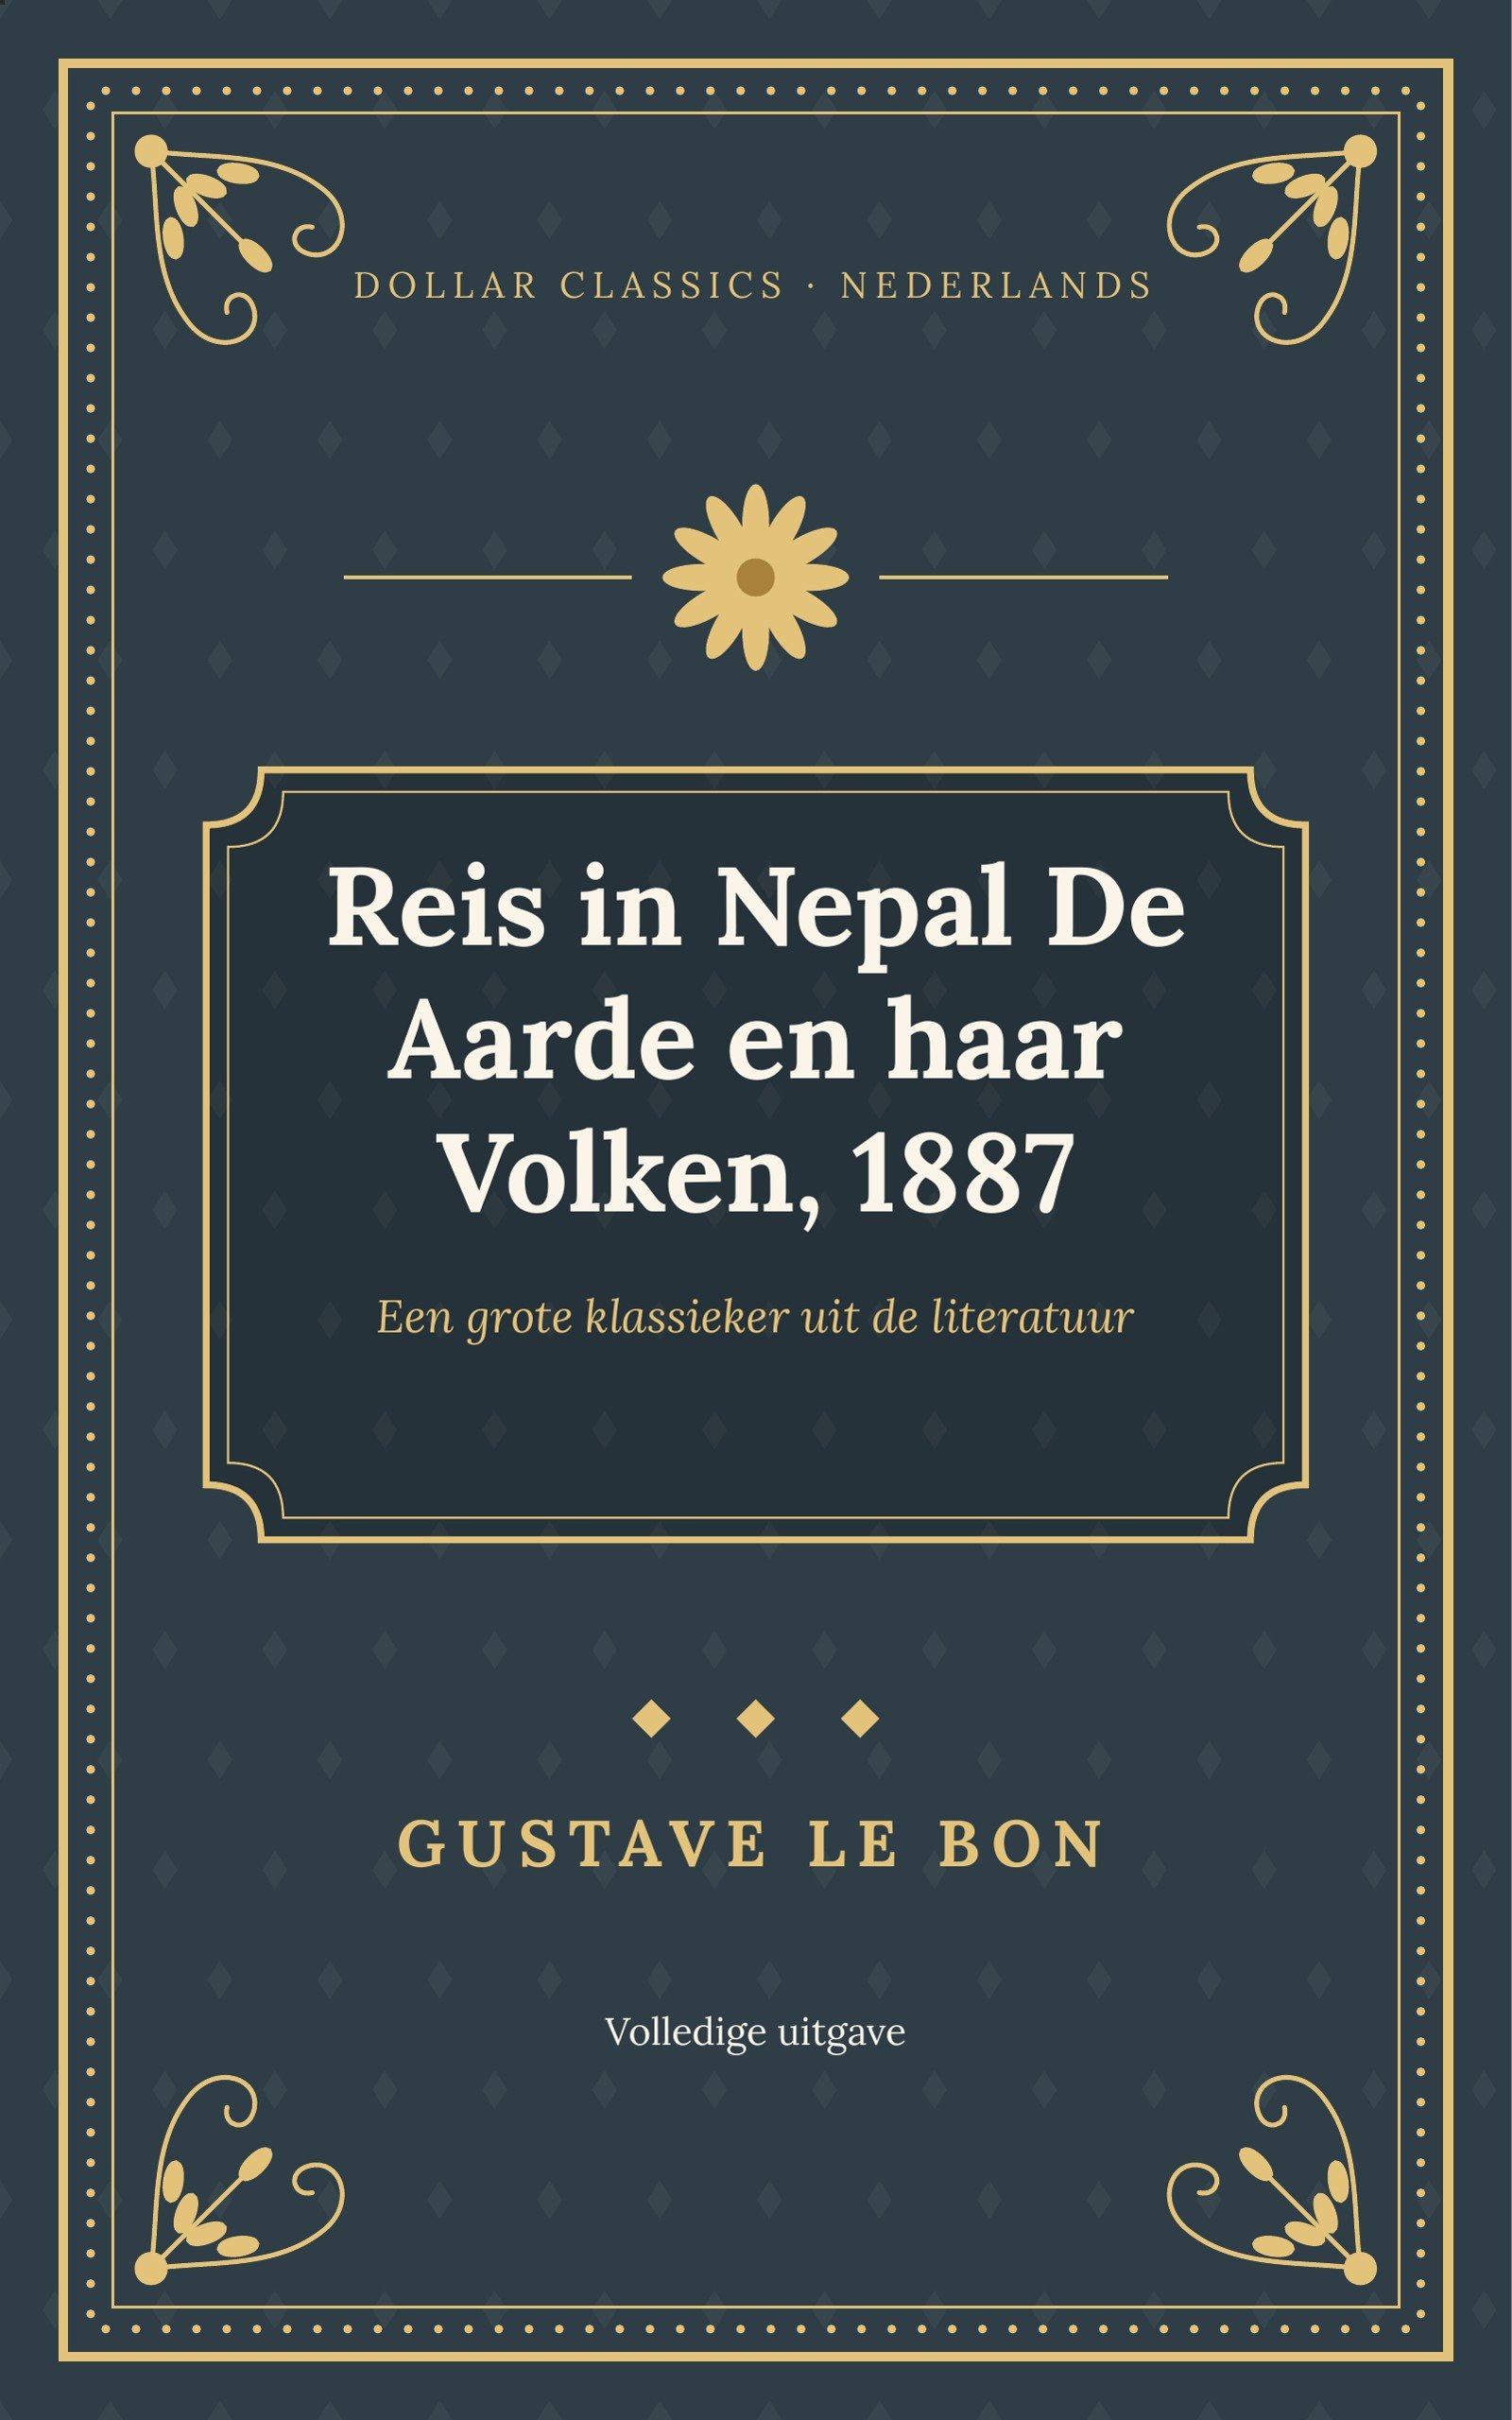 DOLLAR CLASSICS · NEDERLANDS
Reis in Nepal De
Aarde en haar
Volken, 1887
Een grote klassieker uit de literatuur
GUSTAVE LE BON
Volledige uitgave